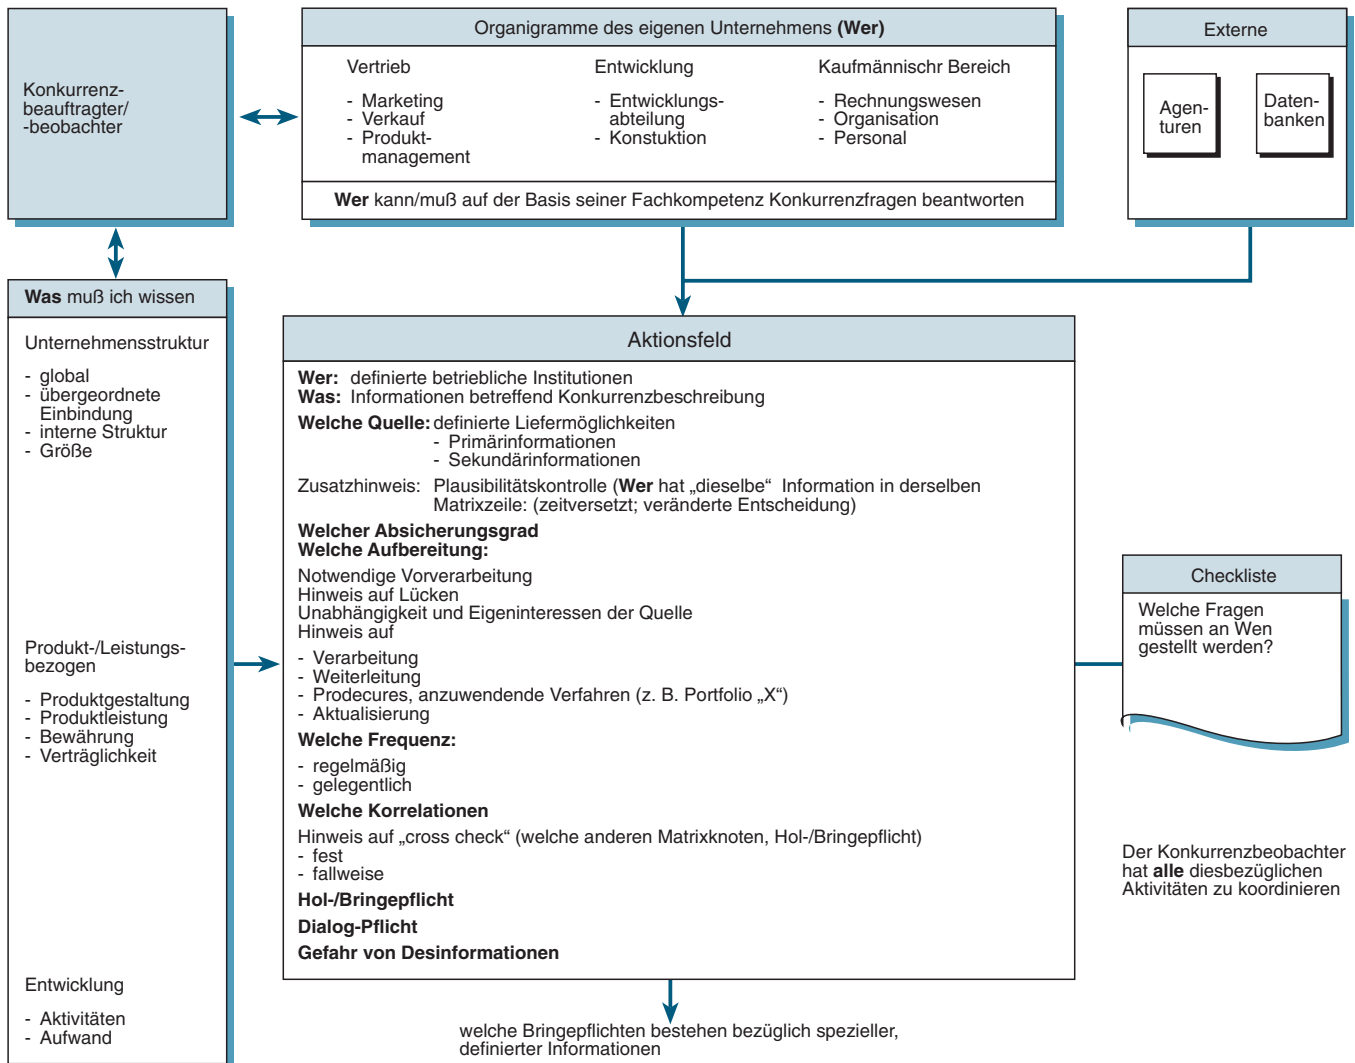 Konkurrenz-
beauftragter/
-beobachter
Organigramme des eigenen Unternehmens (Wer)
Vertrieb
- Marketing
- Verkauf
- Produkt-
management
Entwicklung
- Entwicklungs-
abteilung
- Konstuktion
Kaufmännischr Bereich
- Rechnungswesen
- Organisation
- Personal
Wer kann/muß auf der Basis seiner Fachkompetenz Konkurrenzfragen beantworten
Externe
Agen-
turen
Daten-
banken
Was muß ich wissen
Unternehmensstruktur
- global
- übergeordnete
Einbindung
- interne Struktur
- Größe
Produkt-/Leistungs-
bezogen
- Produktgestaltung
- Produktleistung
- Bewährung
- Verträglichkeit
Entwicklung
- Aktivitäten
- Aufwand
Aktionsfeld
Wer: definierte betriebliche Institutionen
Was: Informationen betreffend Konkurrenzbeschreibung
Welche Quelle: definierte Liefermöglichkeiten
- Primärinformationen
- Sekundärinformationen
Zusatzhinweis: Plausibilitätskontrolle (Wer hat „dieselbe“ Information in derselben
Matrixzeile: (zeitversetzt; veränderte Entscheidung)
Welcher Absicherungsgrad
Welche Aufbereitung:
Notwendige Vorverarbeitung
Hinweis auf Lücken
Unabhängigkeit und Eigeninteressen der Quelle
Hinweis auf
- Verarbeitung
- Weiterleitung
- Prodecures, anzuwendende Verfahren (z. B. Portfolio „X“)
- Aktualisierung
Welche Frequenz:
- regelmäßig
- gelegentlich
Welche Korrelationen
Hinweis auf „cross check“ (welche anderen Matrixknoten, Hol-/Bringepflicht)
- fest
- fallweise
Hol-/Bringepflicht
Dialog-Pflicht
Gefahr von Desinformationen
Checkliste
Welche Fragen
müssen an Wen
gestellt werden?
Der Konkurrenzbeobachter
hat alle diesbezüglichen
Aktivitäten zu koordinieren
welche Bringepflichten bestehen bezüglich spezieller,
definierter Informationen